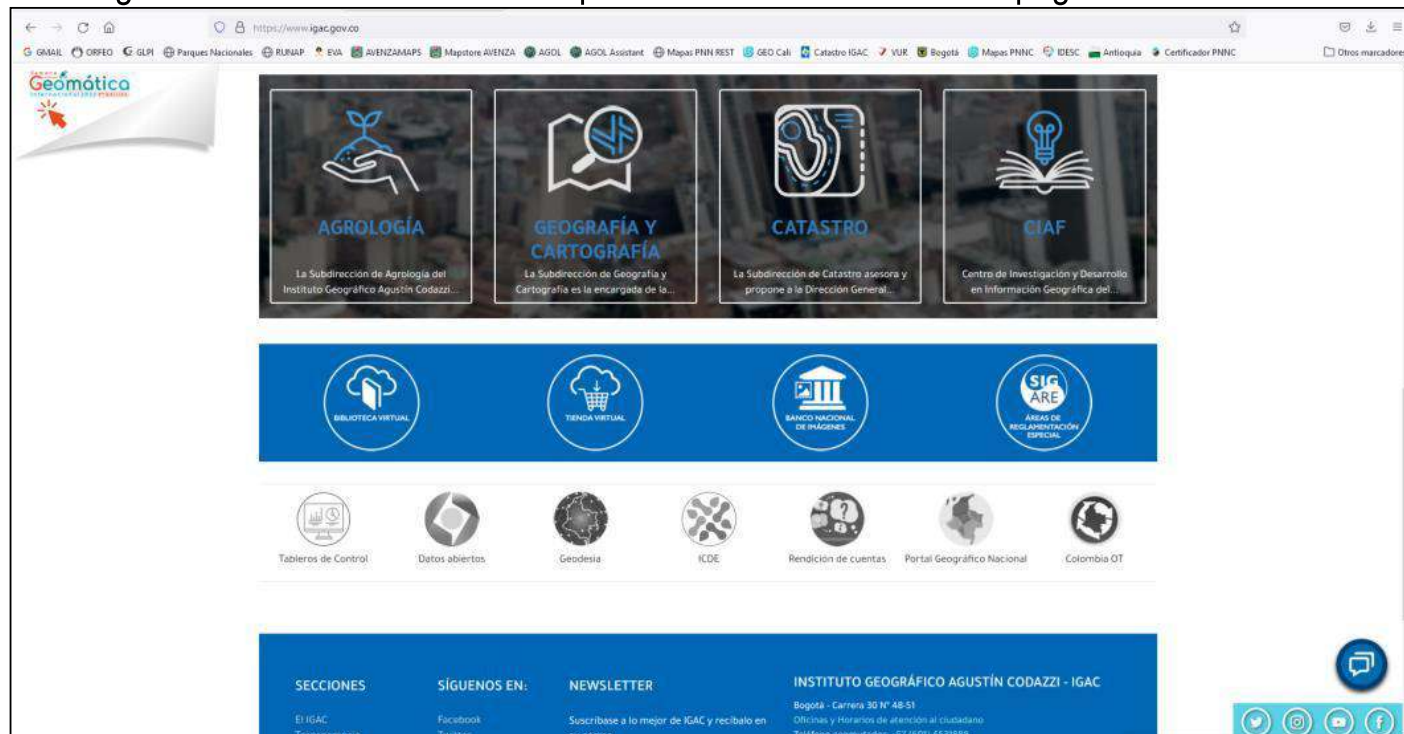 https://www.igac.gov.co
GMAIL ORFEO GLPI Parques Nacionales RUNAP EVA AVENZAMAPS Mapstore AVENZA AGOL AGOL Assistant Mapas PNN REST GEO Cali Catastro IGAC VUR Bogotá Mapas PNNC IDESC Antioquia Certificador PNNC Otros marcadores
Semana
Geomática
AGROLOGÍA
La Subdirección de Agrología del
Instituto Geográfico Agustín Codazzi...
GEOGRAFÍA Y
CARTOGRAFÍA
La Subdirección de Geografía y
Cartografía es la encargada de la...
CATASTRO
La Subdirección de Catastro asesora y
propone a la Dirección General...
CIAF
Centro de Investigación y Desarrollo
en Información Geográfica del...
BIBLIOTECA VIRTUAL
TIENDA VIRTUAL
BANCO NACIONAL
DE IMÁGENES
SIG
ARE
ÁREAS DE
REGLAMENTACIÓN
ESPECIAL
Tableros de Control
Datos abiertos
Geodesia
ICDE
Rendición de cuentas
Portal Geográfico Nacional
Colombia OT
SECCIONES
El IGAC
SÍGUENOS EN:
Facebook
NEWSLETTER
Suscríbase a lo mejor de IGAC y recíbalo en
INSTITUTO GEOGRÁFICO AGUSTÍN CODAZZI - IGAC
Bogotá - Carrera 30 N° 48-51
Oficinas y Horarios de atención al ciudadano